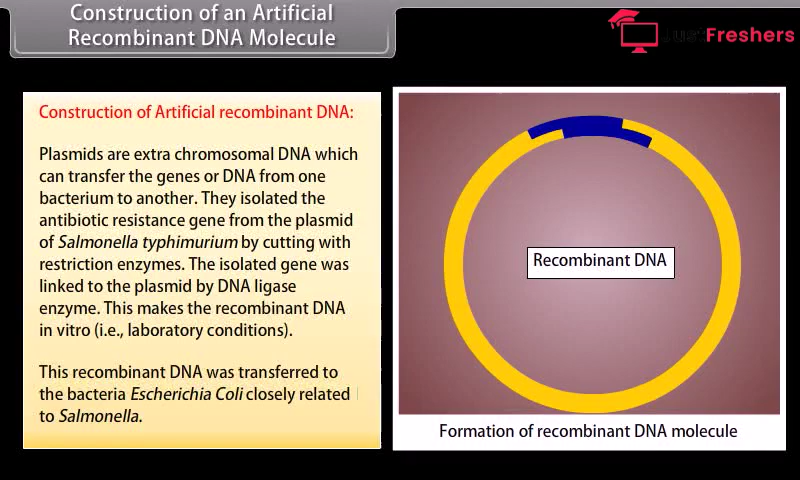 Construction of an Artificial
Recombinant DNA Molecule
JustFreshers
Construction of Artificial recombinant DNA:
Plasmids are extra chromosomal DNA which
can transfer the genes or DNA from one
bacterium to another. They isolated the
antibiotic resistance gene from the plasmid
of Salmonella typhimurium by cutting with
restriction enzymes. The isolated gene was
linked to the plasmid by DNA ligase
enzyme. This makes the recombinant DNA
in vitro (i.e., laboratory conditions).
This recombinant DNA was transferred to
the bacteria Escherichia Coli closely related
to Salmonella.
Recombinant DNA
Formation of recombinant DNA molecule